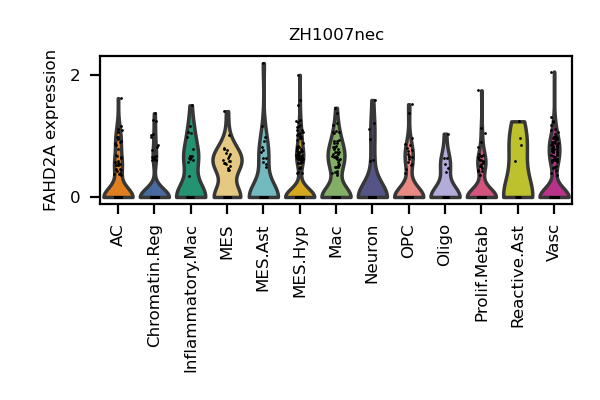 ZH1007nec
FAHD2A expression
2
0
AC
Chromatin.Reg
Inflammatory.Mac
MES
MES.Ast
MES.Hyp
Mac
Neuron
OPC
Oligo
Prolif.Metab
Reactive.Ast
Vasc